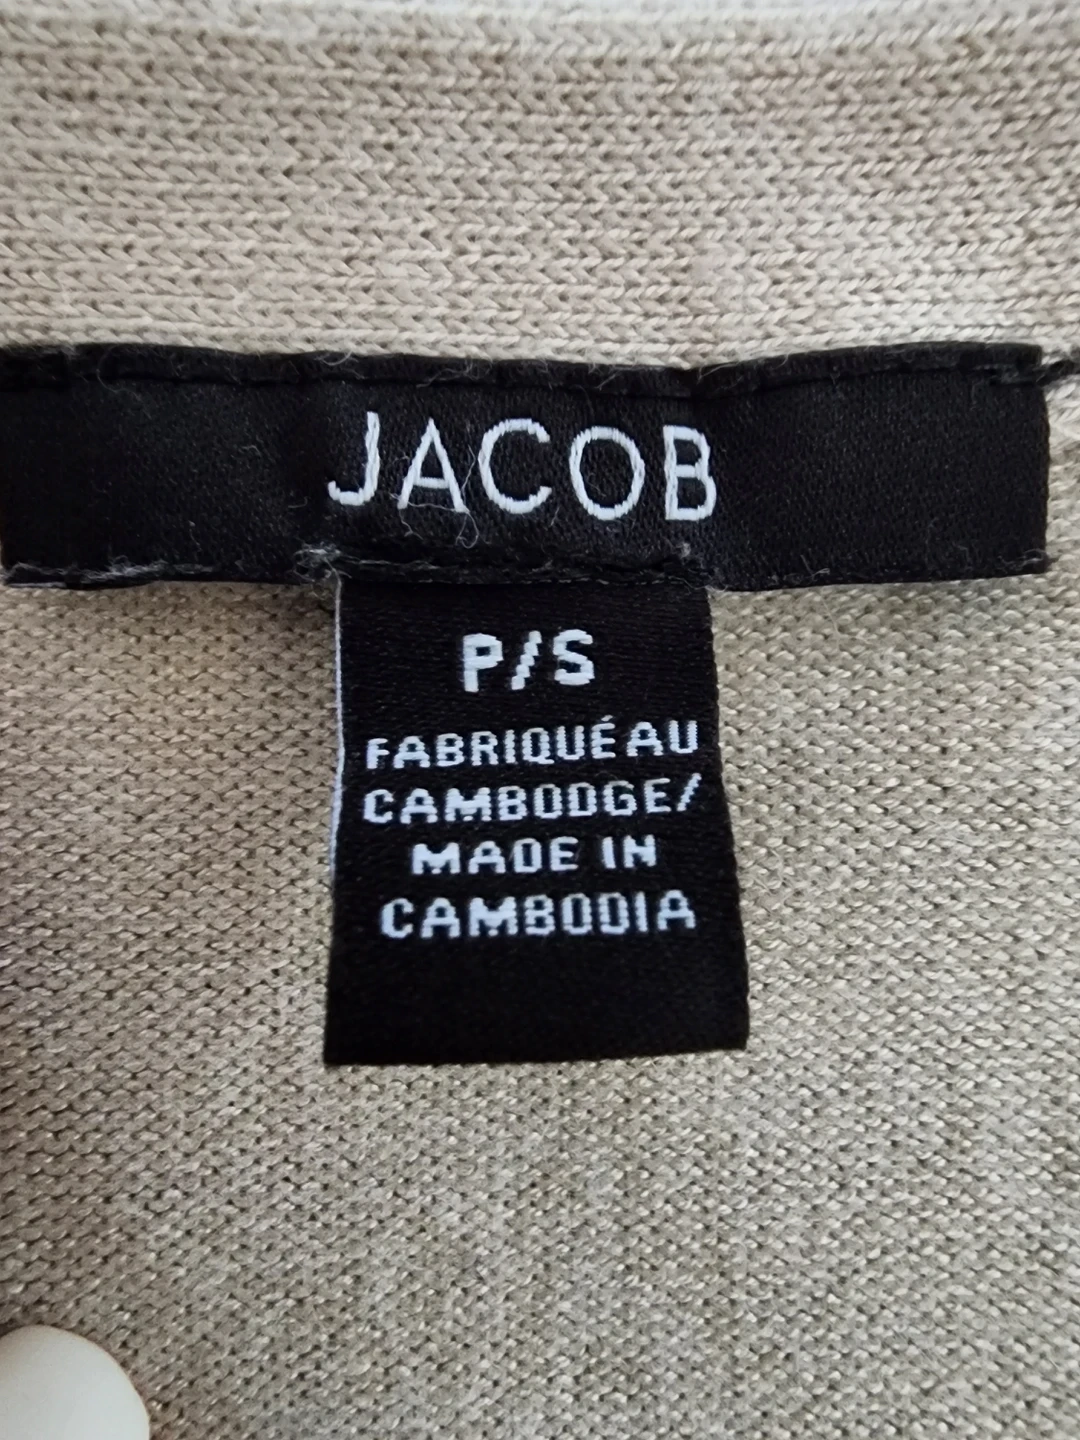 JACOB
P/S
FABRIQUÉ AU
CAMBODGE/
MADE IN
CAMBODIA